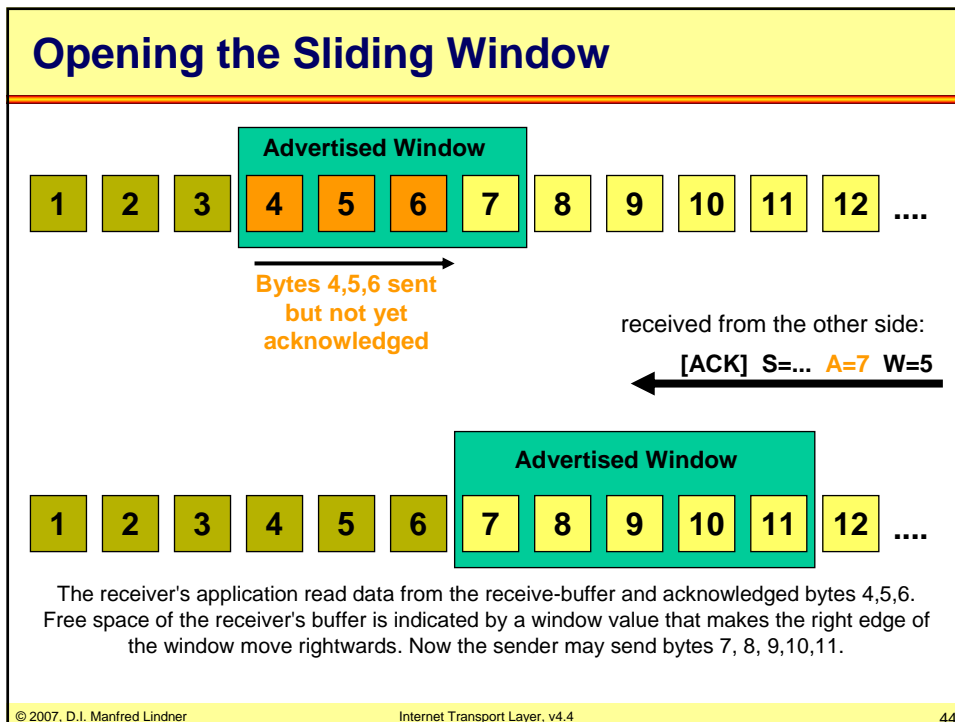 Opening the Sliding Window
Advertised Window
1 2 3 4 5 6 7 8 9 10 11 12 ....
Bytes 4,5,6 sent
but not yet
acknowledged
received from the other side:
[ACK] S=... A=7 W=5
Advertised Window
1 2 3 4 5 6 7 8 9 10 11 12 ....
The receiver's application read data from the receive-buffer and acknowledged bytes 4,5,6.
Free space of the receiver's buffer is indicated by a window value that makes the right edge of
the window move rightwards. Now the sender may send bytes 7, 8, 9,10,11.
© 2007, D.I. Manfred Lindner Internet Transport Layer, v4.4 44